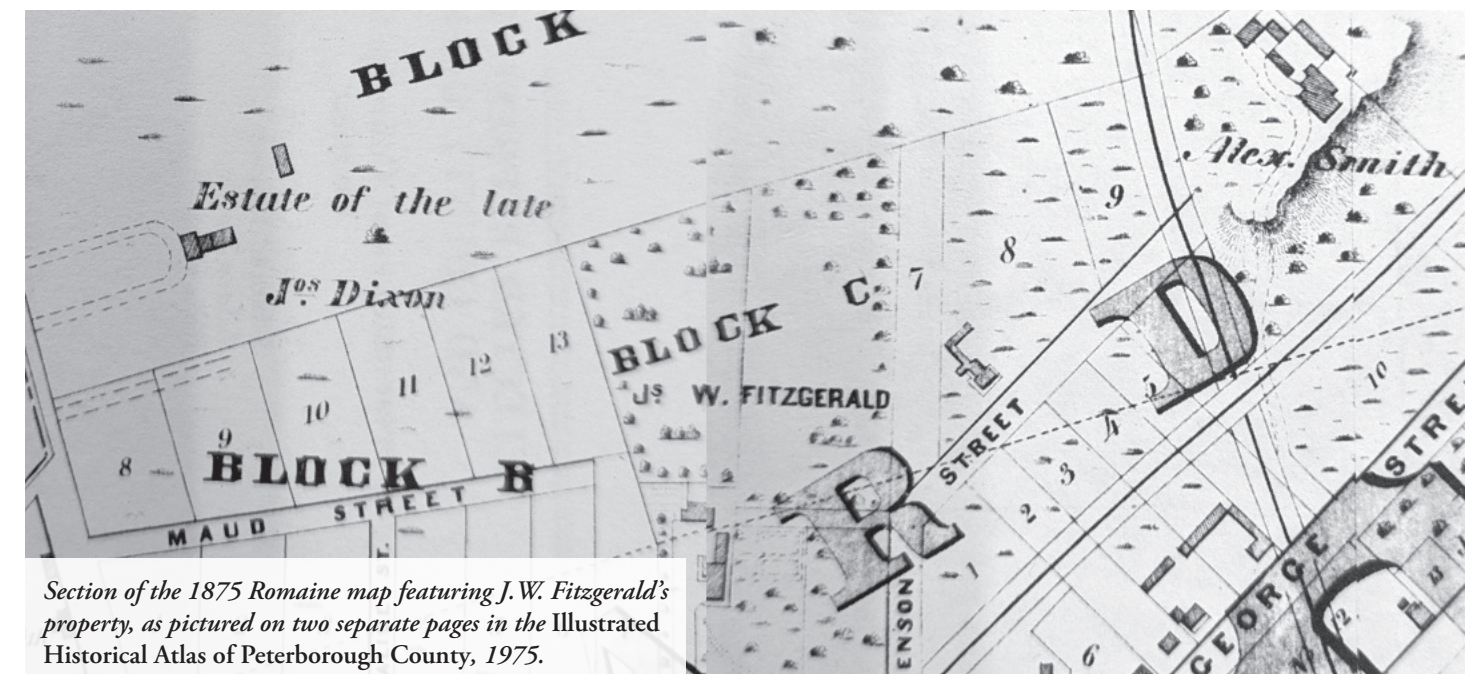 BLOCK
Estate of the late
Jos Dixon
Alex. Smith
BLOCK C.
Js W. FITZGERALD
7
8
9
8
9
10
11
12
13
BLOCK B
MAUD STREET
ST.
R
D
STREET
1
2
3
4
5
10
6
ENSON
GEORGE
STRE
2
Section of the 1875 Romaine map featuring J.W. Fitzgerald’s
property, as pictured on two separate pages in the Illustrated
Historical Atlas of Peterborough County, 1975.